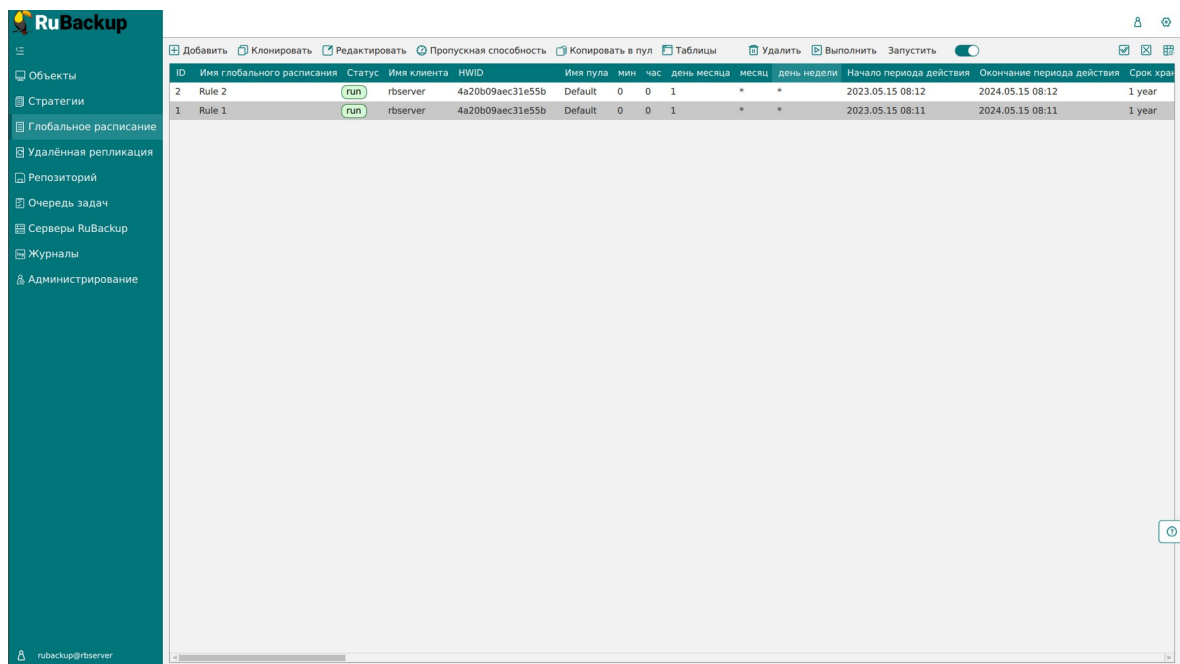 RuBackup
Добавить Клонировать Редактировать Пропускная способность Копировать в пул Таблицы Удалить Выполнить Запустить
Объекты
Стратегии
Глобальное расписание
Удалённая репликация
Репозиторий
Очередь задач
Серверы RuBackup
Журналы
Администрирование
ID Имя глобального расписания Статус Имя клиента HWID Имя пула мин час день месяца месяц день недели Начало периода действия Окончание периода действия Срок хран
2 Rule 2 run rbserver 4a20b09aec31e55b Default 0 0 1 * * 2023.05.15 08:12 2024.05.15 08:12 1 year
1 Rule 1 run rbserver 4a20b09aec31e55b Default 0 0 1 * * 2023.05.15 08:11 2024.05.15 08:11 1 year
rubackup@rbserver